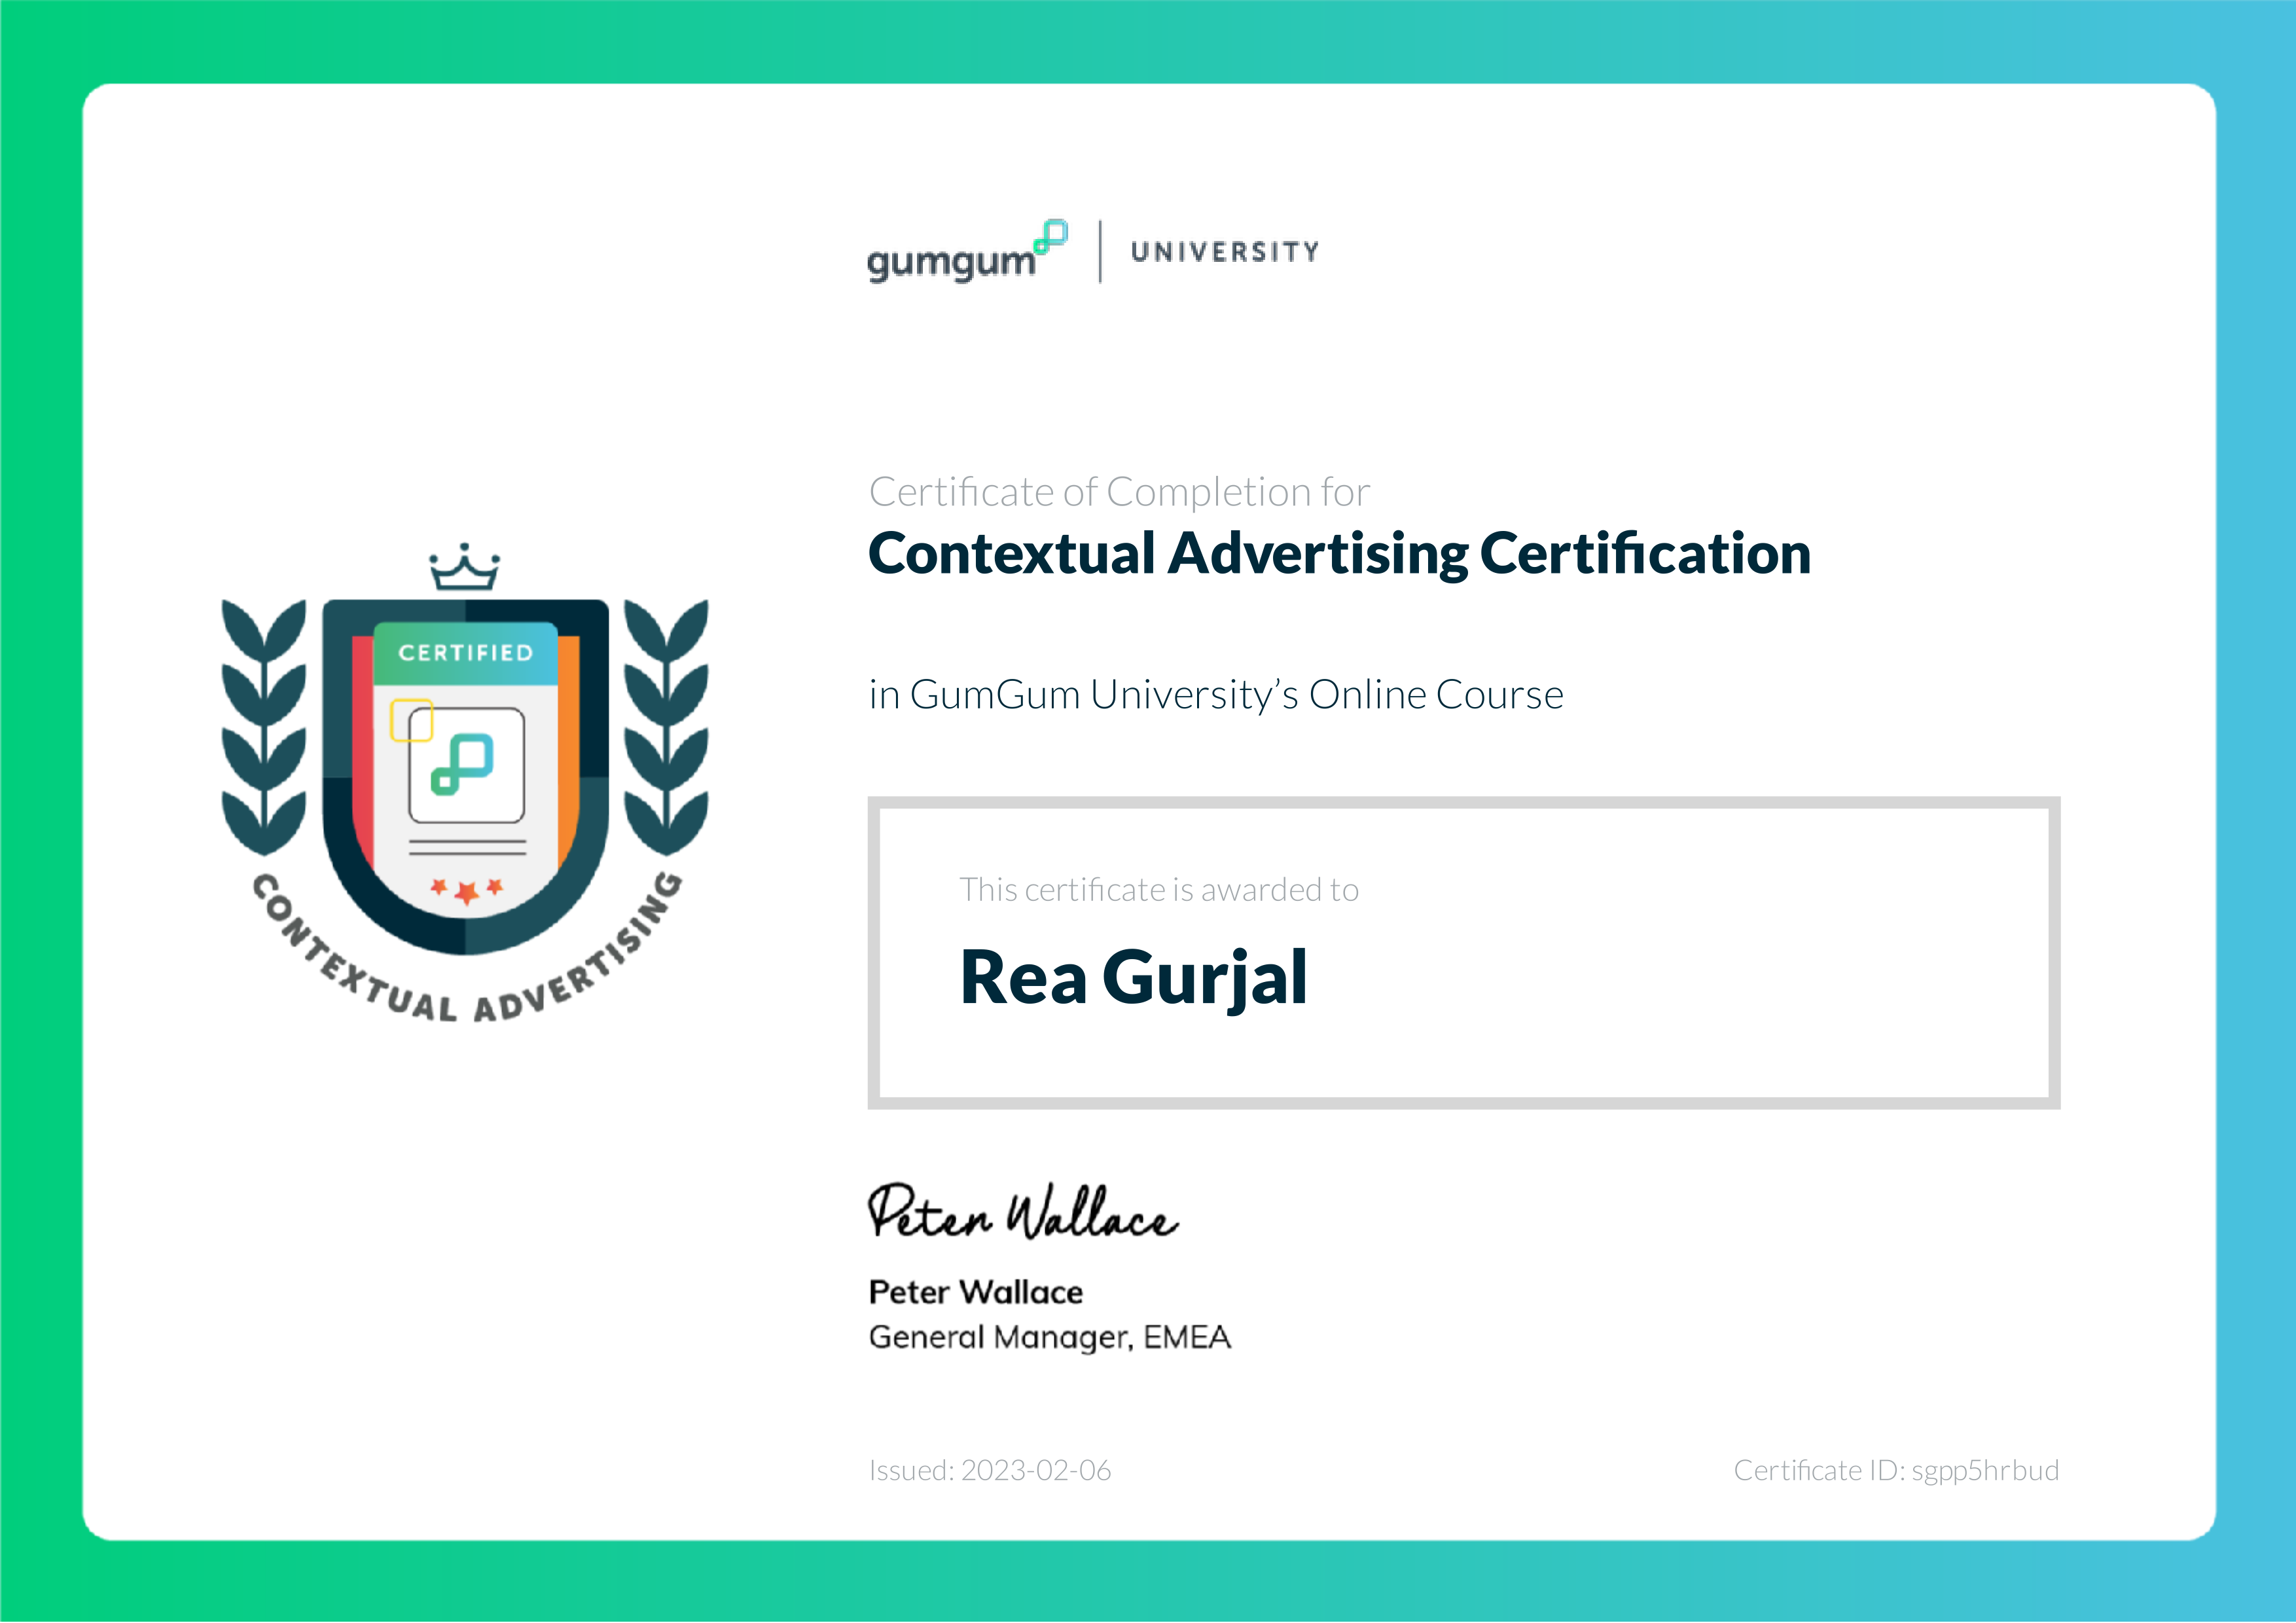 gumgum | UNIVERSITY
Certificate of Completion for
Contextual Advertising Certification
in GumGum University’s Online Course
CERTIFIED
CONTEXTUAL ADVERTISING
This certificate is awarded to
Rea Gurjal
Peter Wallace
Peter Wallace
General Manager, EMEA
Issued: 2023-02-06
Certificate ID: sgpp5hrbud